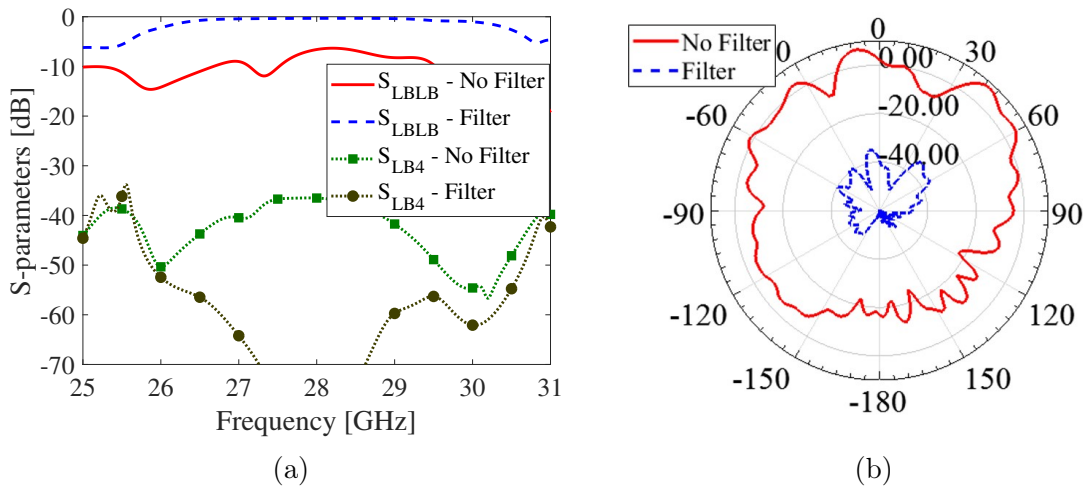 0
-10
-20
-30
-40
-50
-60
-70
25 26 27 28 29 30 31
S-parameters [dB]
Frequency [GHz]
S_LBLB - No Filter
S_LBLB - Filter
S_LB4 - No Filter
S_LB4 - Filter
(a)
No Filter
Filter
0
30
60
90
120
150
-180
-150
-120
-90
-60
0.00
-20.00
-40.00
(b)